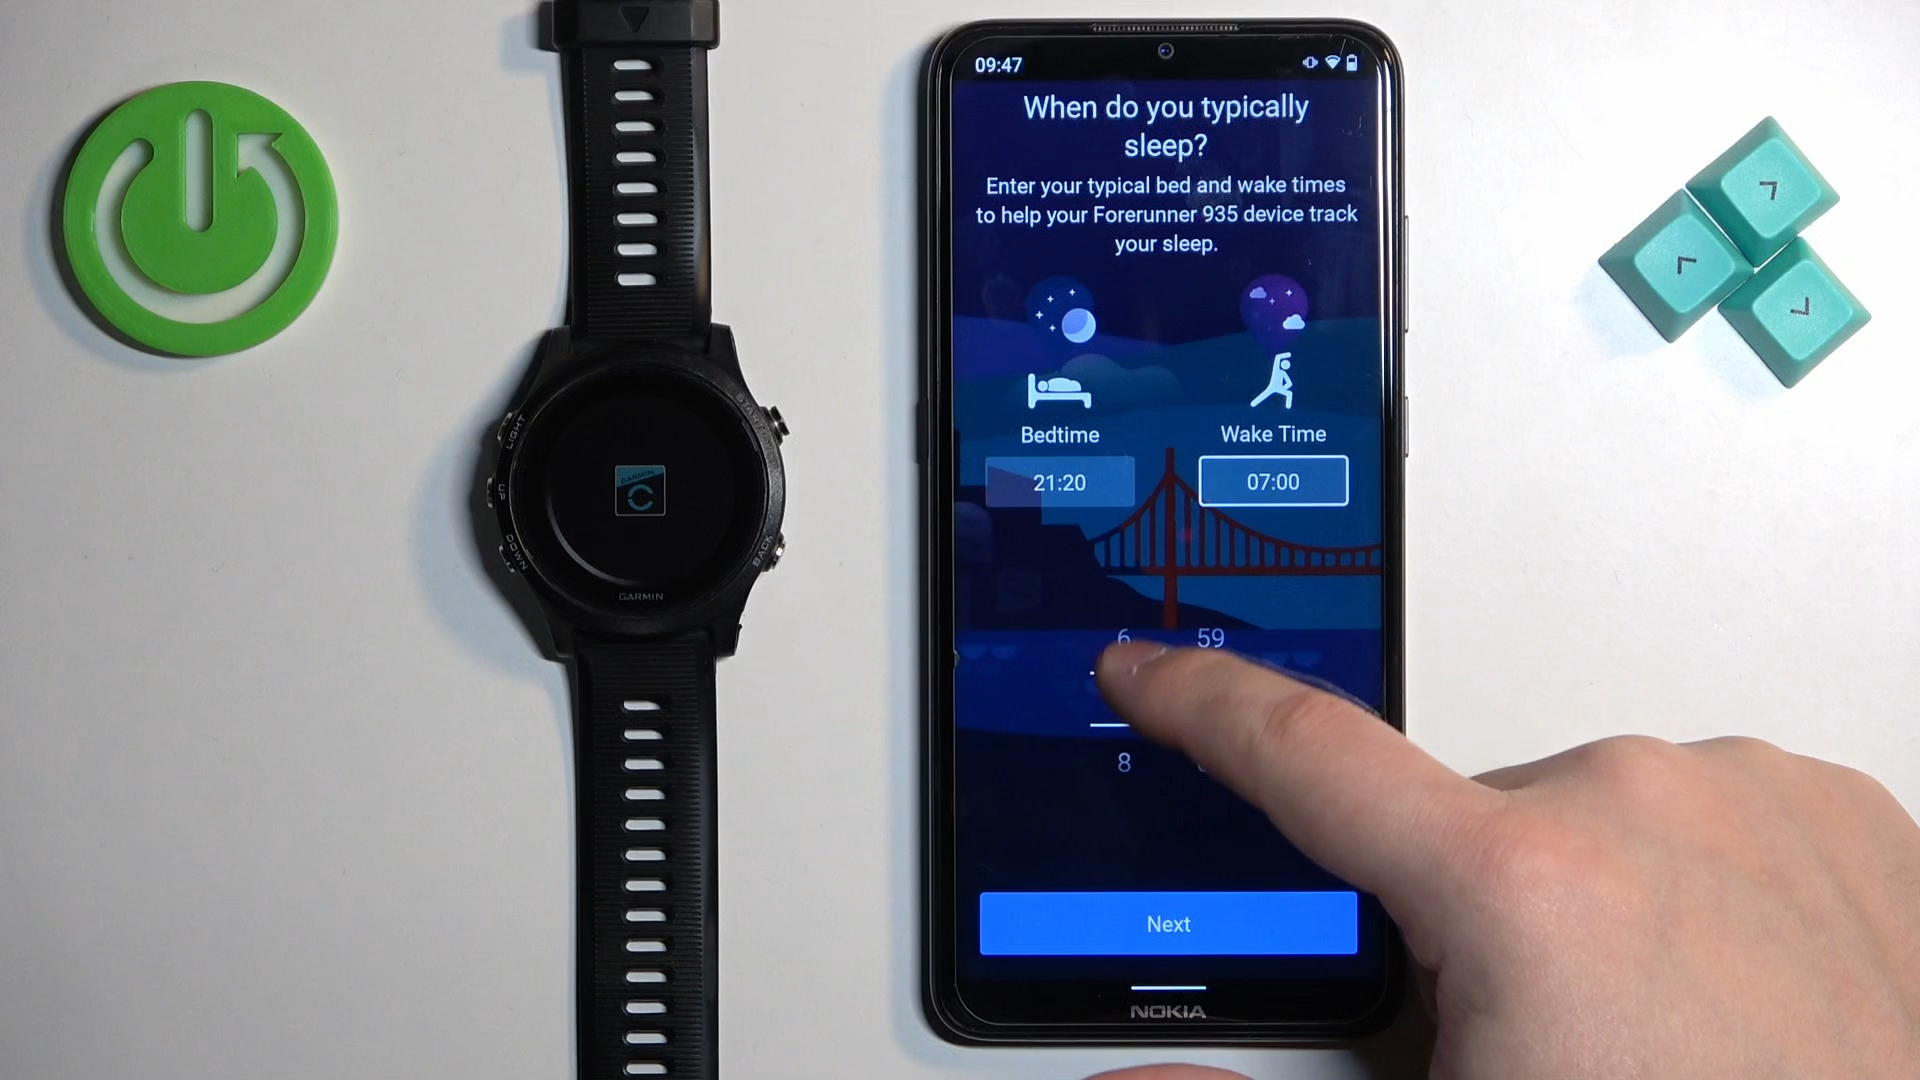 09:47
When do you typically
sleep?
Enter your typical bed and wake times
to help your Forerunner 935 device track
your sleep.
Bedtime
Wake Time
21:20
07:00
6 59
8
Next
NOKIA
LIGHT
UP
DOWN
START
BACK
GARMIN
GARMIN